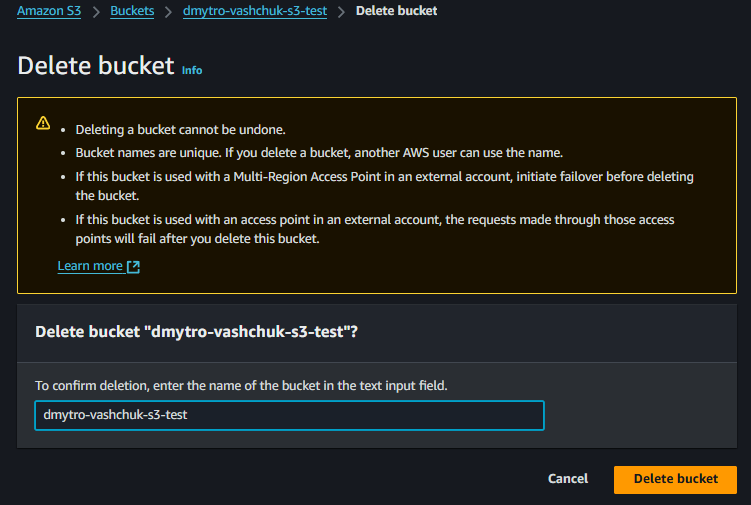 Amazon S3 > Buckets > dmytro-vashchuk-s3-test > Delete bucket
Delete bucket Info
• Deleting a bucket cannot be undone.
• Bucket names are unique. If you delete a bucket, another AWS user can use the name.
• If this bucket is used with a Multi-Region Access Point in an external account, initiate failover before deleting
the bucket.
• If this bucket is used with an access point in an external account, the requests made through those access
points will fail after you delete this bucket.
Learn more
Delete bucket "dmytro-vashchuk-s3-test"?
To confirm deletion, enter the name of the bucket in the text input field.
dmytro-vashchuk-s3-test
Cancel Delete bucket